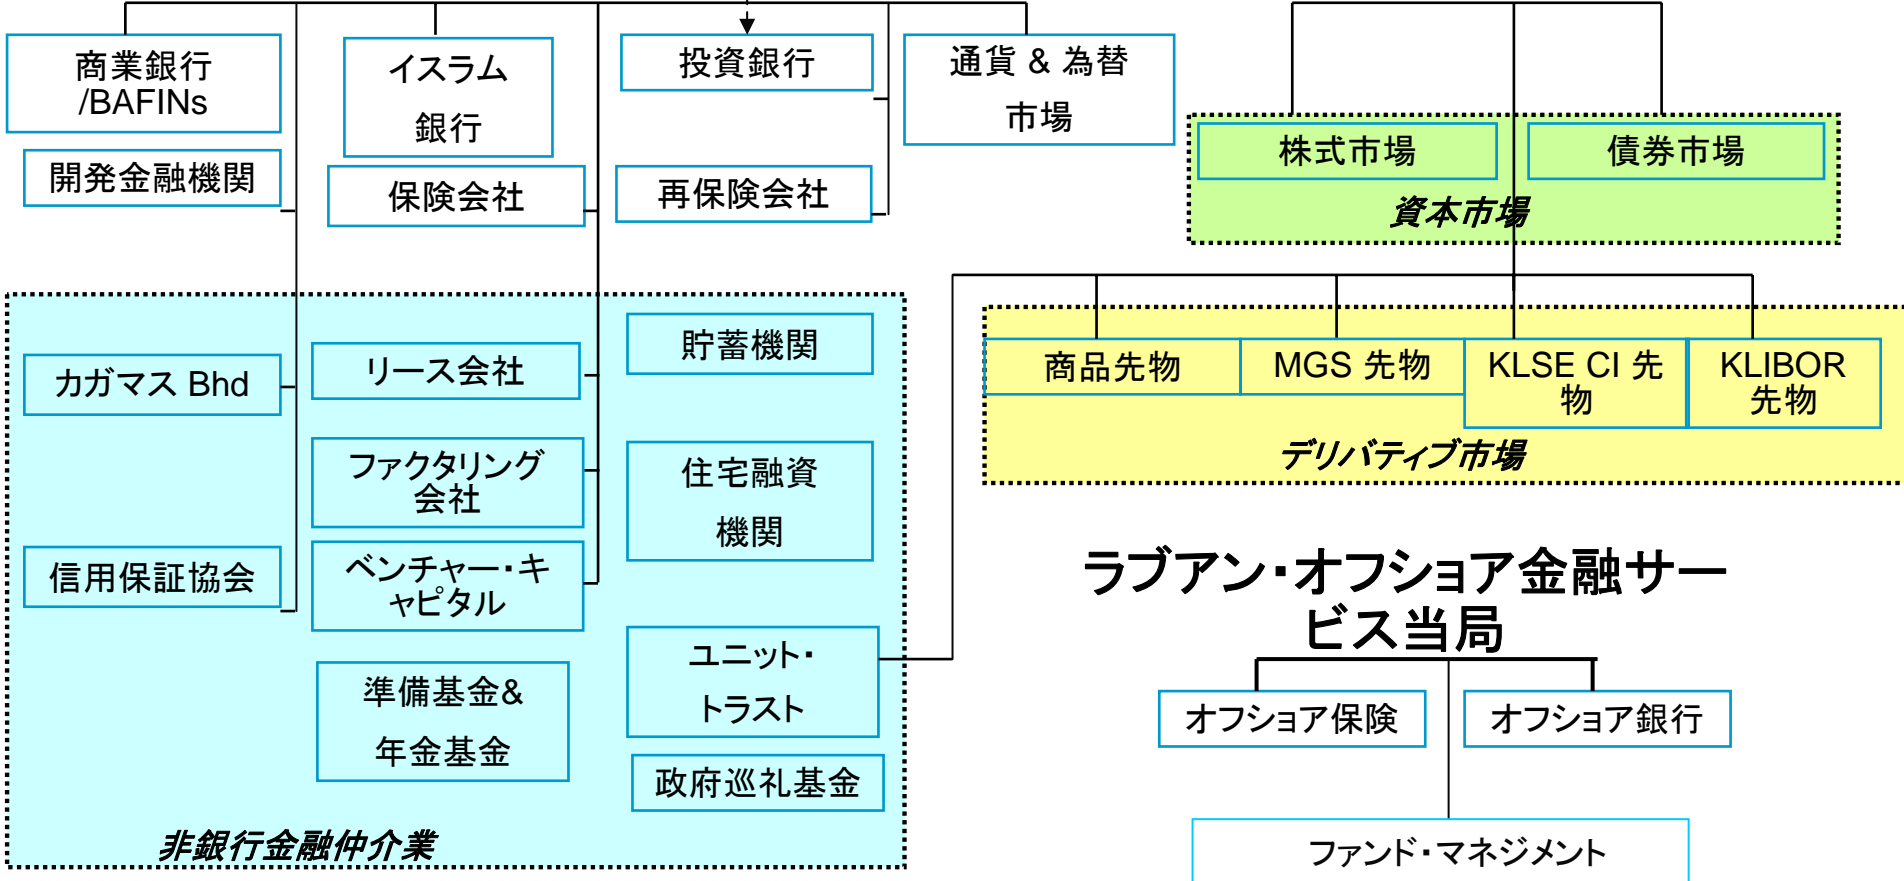 商業銀行
/BAFINs
イスラム
銀行
投資銀行
通貨 & 為替
市場
株式市場
債券市場
資本市場
開発金融機関
保険会社
再保険会社
カガマス Bhd
リース会社
貯蓄機関
ファクタリング
会社
住宅融資
機関
信用保証協会
ベンチャー・キ
ャピタル
ユニット・
トラスト
準備基金&
年金基金
政府巡礼基金
非銀行金融仲介業
商品先物
MGS 先物
KLSE CI 先
物
KLIBOR
先物
デリバティブ市場
ラブアン・オフショア金融サー
ビス当局
オフショア保険
オフショア銀行
ファンド・マネジメント